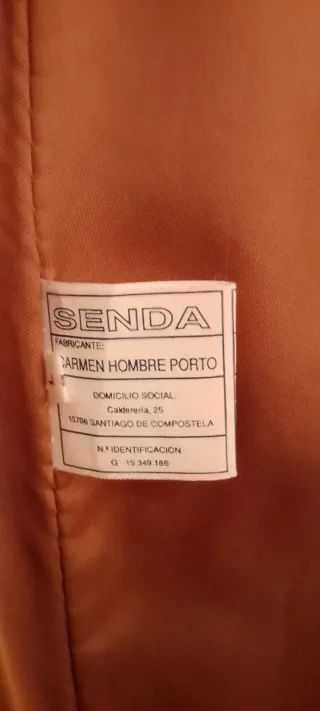 SENDA
FABRICANTE:
CARMEN HOMBRE PORTO
DOMICILIO SOCIAL.
Calderería, 25
15706 SANTIAGO DE COMPOSTELA
N.º IDENTIFICACION
G - 15.349.186